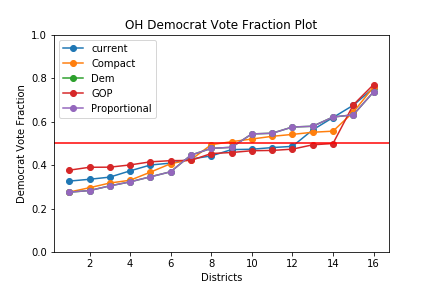 OH Democrat Vote Fraction Plot
1.0
0.8
0.6
0.4
0.2
0.0
Democrat Vote Fraction
current
Compact
Dem
GOP
Proportional
2 4 6 8 10 12 14 16
Districts